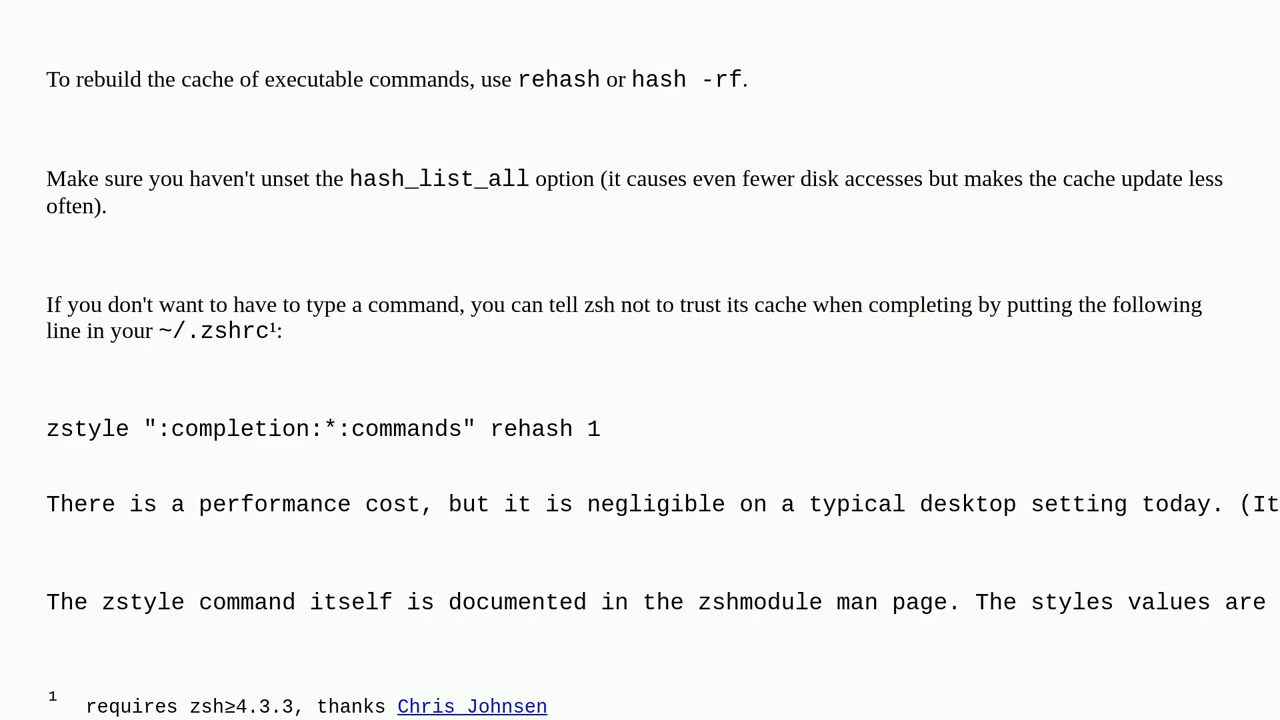 To rebuild the cache of executable commands, use rehash or hash -rf.
Make sure you haven't unset the hash_list_all option (it causes even fewer disk accesses but makes the cache update less
often).
If you don't want to have to type a command, you can tell zsh not to trust its cache when completing by putting the following
line in your ~/.zshrc¹:
zstyle ":completion:*:commands" rehash 1
There is a performance cost, but it is negligible on a typical desktop setting today. (It
The zstyle command itself is documented in the zshmodule man page. The styles values are
1 requires zsh≥4.3.3, thanks Chris Johnsen